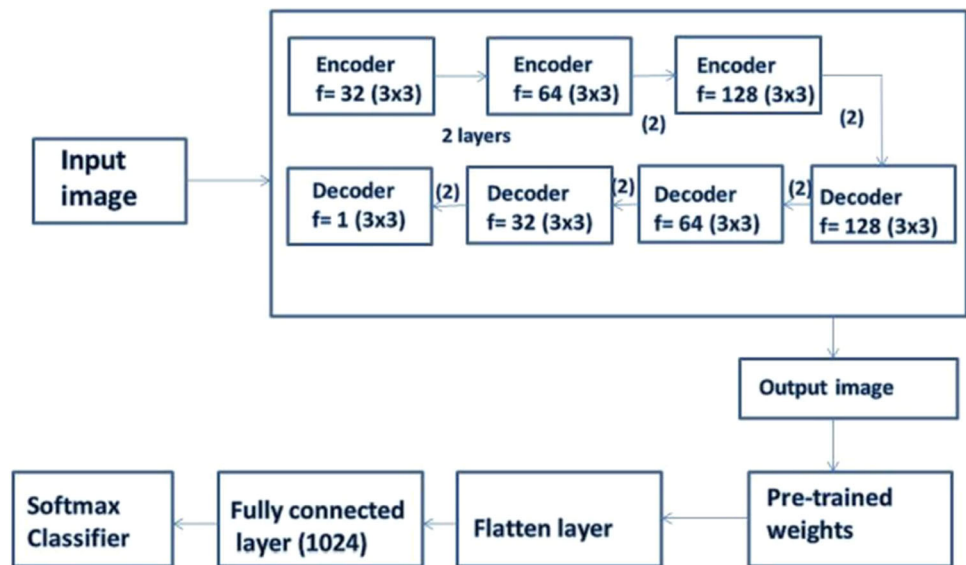 Encoder
f= 32 (3x3)
Encoder
f= 64 (3x3)
Encoder
f= 128 (3x3)
2 layers
(2)
(2)
Input
image
Decoder
f= 1 (3x3)
(2)
Decoder
f= 32 (3x3)
(2)
Decoder
f= 64 (3x3)
(2)
Decoder
f= 128 (3x3)
Output image
Softmax
Classifier
Fully connected
layer (1024)
Flatten layer
Pre-trained
weights